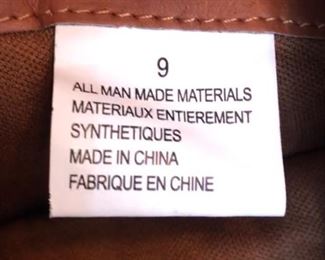 9
ALL MAN MADE MATERIALS
MATERIAUX ENTIEREMENT
SYNTHETIQUES
MADE IN CHINA
FABRIQUE EN CHINE